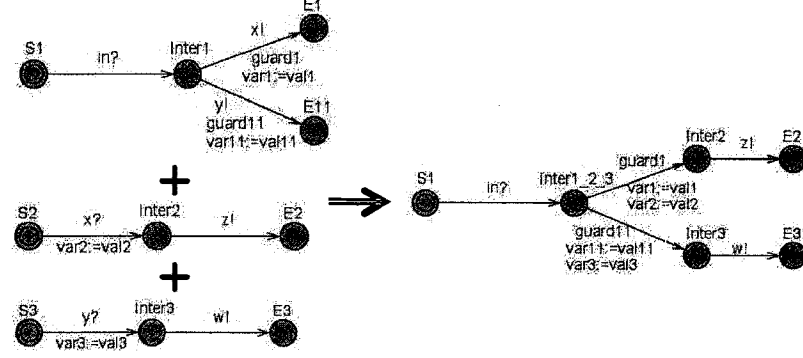 E1
x!
S1
in?
Inter1
guard1
var1:=val1
y!
E11
guard11
var11:=val11
+
S2
x?
Inter2
z!
E2
var2:=val2
+
S3
y?
Inter3
w!
E3
var3:=val3
S1
in?
Inter1_2_3
guard1
Inter2
z!
E2
var1:=val1
var2:=val2
guard11
var11:=val11
var3:=val3
Inter3
w!
E3